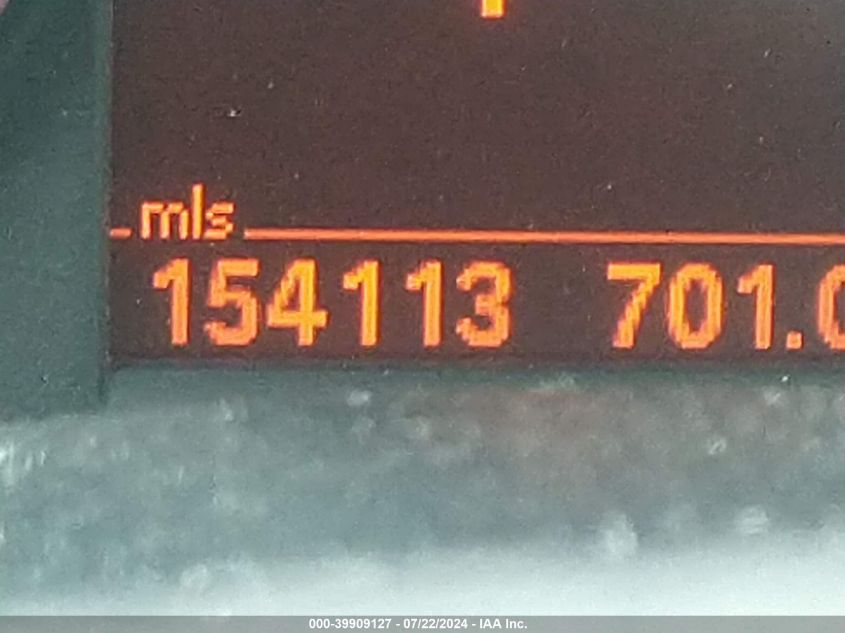 mls
154113 701.
000-39909127 - 07/22/2024 - IAA Inc.